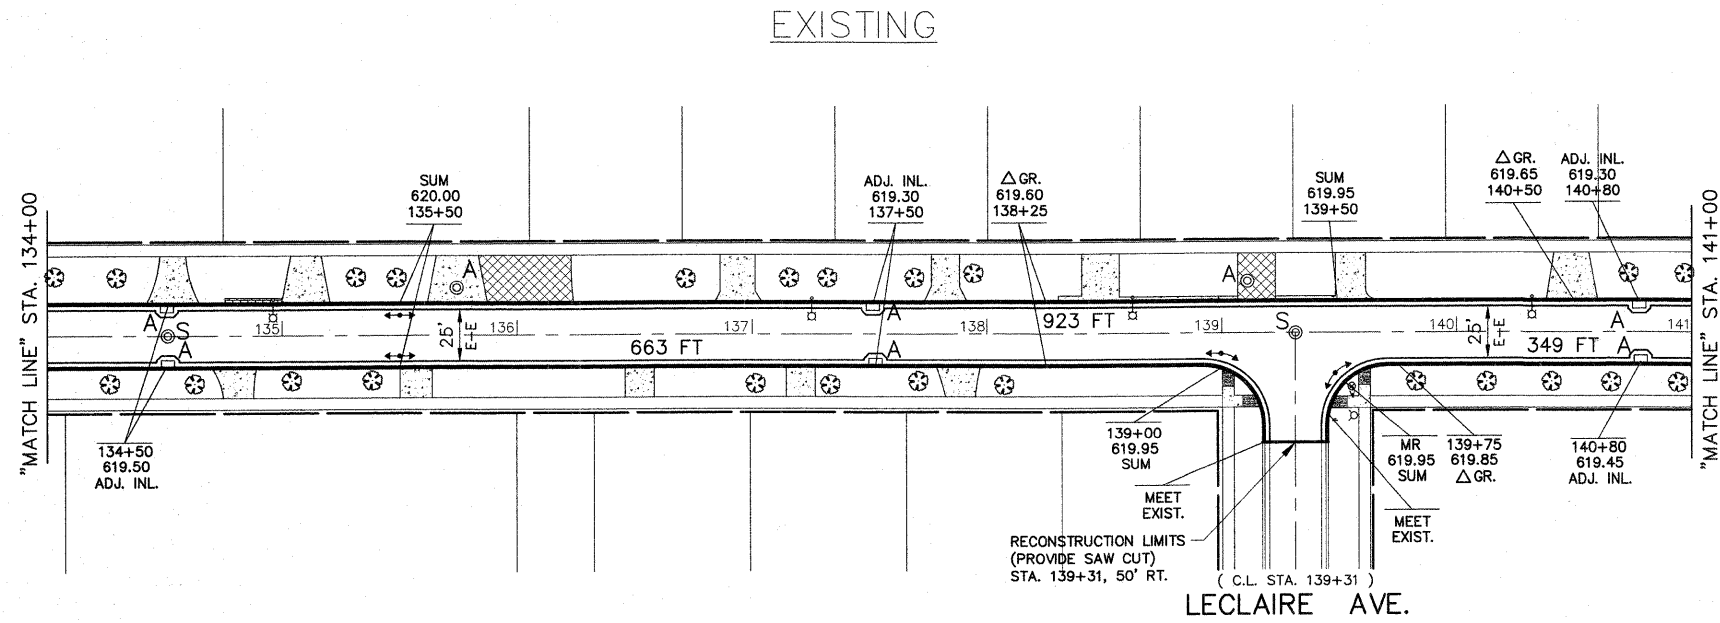 EXISTING
"MATCH LINE" STA. 134+00
SUM
620.00
135+50
ADJ. INL.
619.30
137+50
△ GR.
619.60
138+25
SUM
619.95
139+50
△ GR.
619.65
140+50
ADJ. INL.
619.30
140+80
"MATCH LINE" STA. 141+00
A
A
A
S
A
135
25'
E-E
136
663 FT
137
A
A
138
923 FT
139
S
140
25'
E-E
349 FT
A
A
141
134+50
619.50
ADJ. INL.
139+00
619.95
SUM
MEET
EXIST.
MR
619.95
SUM
139+75
619.85
△ GR.
140+80
619.45
ADJ. INL.
MEET
EXIST.
RECONSTRUCTION LIMITS
(PROVIDE SAW CUT)
STA. 139+31, 50' RT.
( C.L. STA. 139+31 )
LECLAIRE AVE.